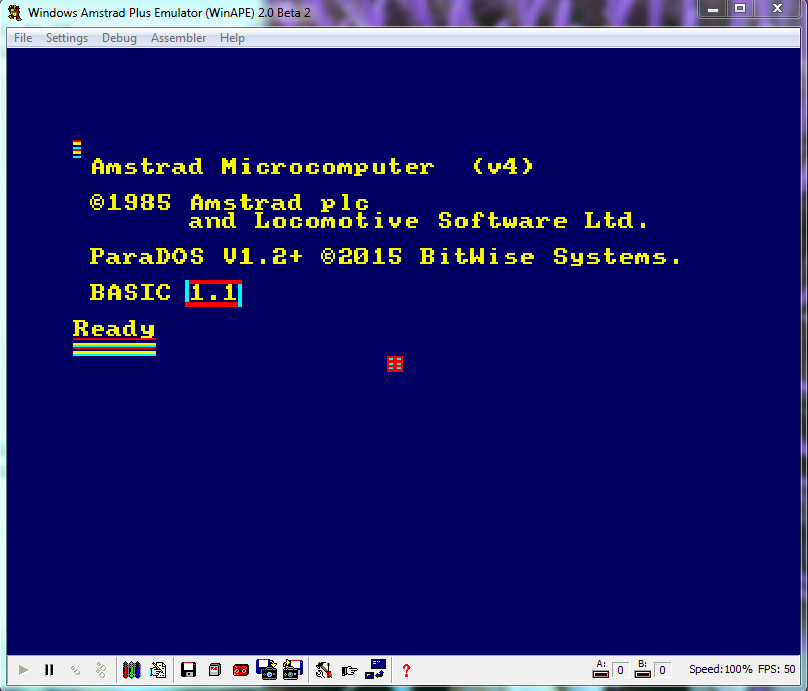 Windows Amstrad Plus Emulator (WinAPE) 2.0 Beta 2
File Settings Debug Assembler Help
Amstrad Microcomputer (v4)
©1985 Amstrad plc
and Locomotive Software Ltd.
ParaDOS V1.2+ ©2015 BitWise Systems.
BASIC 1.1
Ready
A: 0 B: 0 Speed:100% FPS: 50